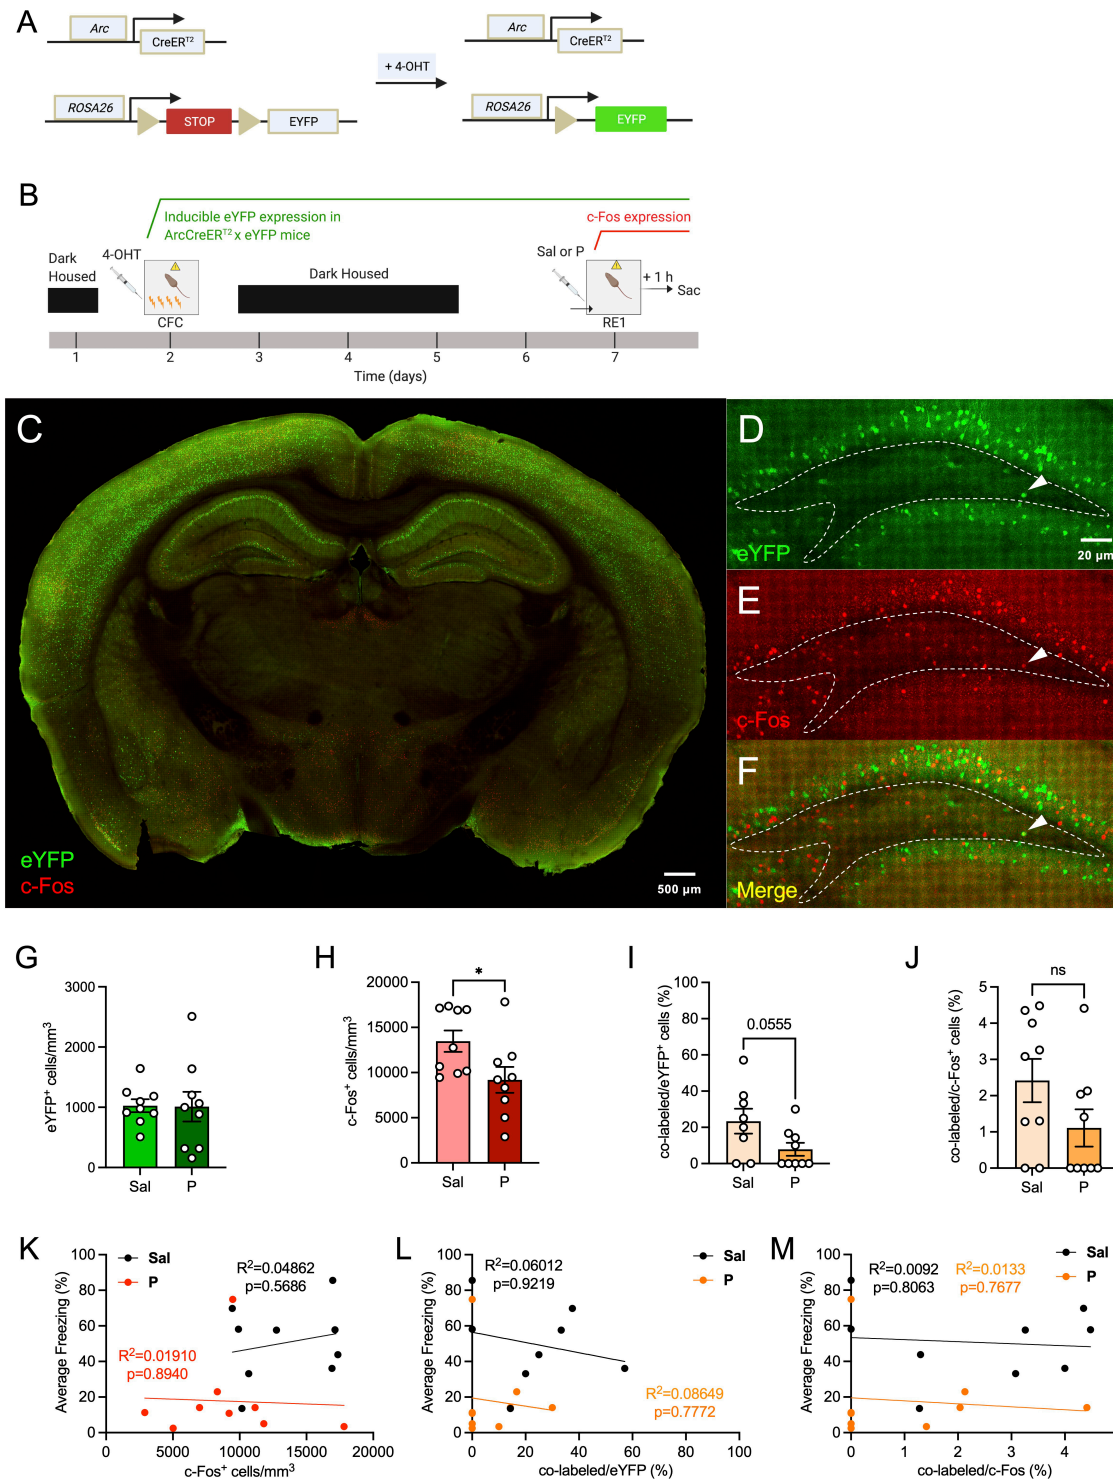 A
Arc
CreERT2
ROSA26
STOP
EYFP
+ 4-OHT
Arc
CreERT2
ROSA26
EYFP
B
Inducible eYFP expression in
ArcCreERT2 x eYFP mice
c-Fos expression
Dark
Housed
4-OHT
CFC
Dark Housed
Sal or P
RE1
+ 1 h
Sac
1 2 3 4 5 6 7
Time (days)
C
eYFP
c-Fos
500 µm
D
eYFP
20 µm
E
c-Fos
F
Merge
G
eYFP+ cells/mm3
3000
2000
1000
0
Sal P
H
c-Fos+ cells/mm3
20000
15000
10000
5000
0
*
Sal P
I
co-labeled/eYFP+ cells (%)
100
80
60
40
20
0
0.0555
Sal P
J
co-labeled/c-Fos+ cells (%)
5
4
3
2
1
0
ns
Sal P
K
Average Freezing (%)
100
80
60
40
20
0
Sal
P
R2=0.04862
p=0.5686
R2=0.01910
p=0.8940
0 5000 10000 15000 20000
c-Fos+ cells/mm3
L
Average Freezing (%)
100
80
60
40
20
0
R2=0.06012
p=0.9219
Sal
P
R2=0.08649
p=0.7772
0 20 40 60 80 100
co-labeled/eYFP (%)
M
Average Freezing (%)
100
80
60
40
20
0
R2=0.0092
p=0.8063
R2=0.0133
p=0.7677
Sal
P
0 1 2 3 4
co-labeled/c-Fos (%)